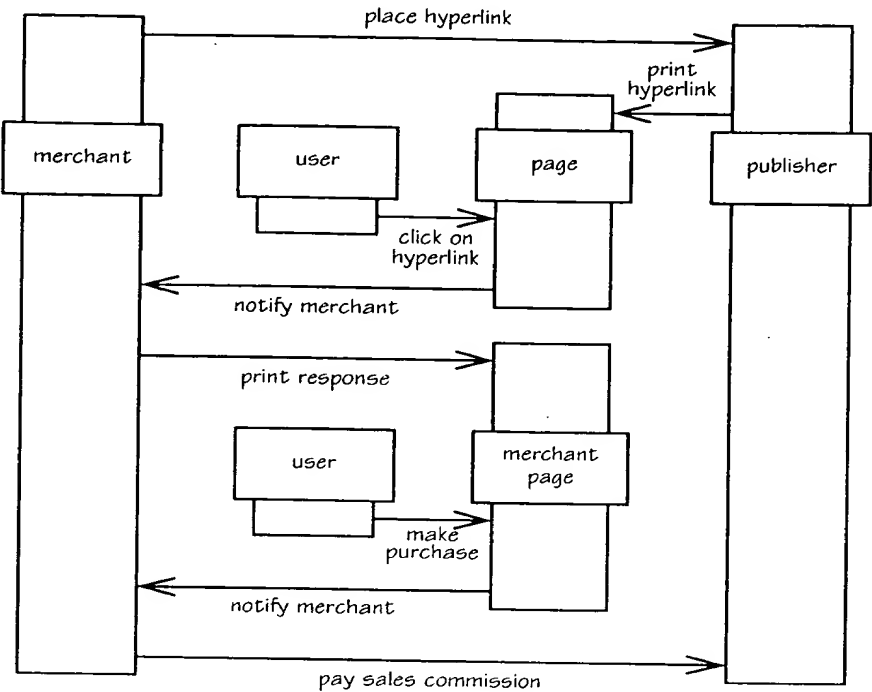 place hyperlink
print
hyperlink
merchant
user
page
publisher
click on
hyperlink
notify merchant
print response
user
merchant
page
make
purchase
notify merchant
pay sales commission